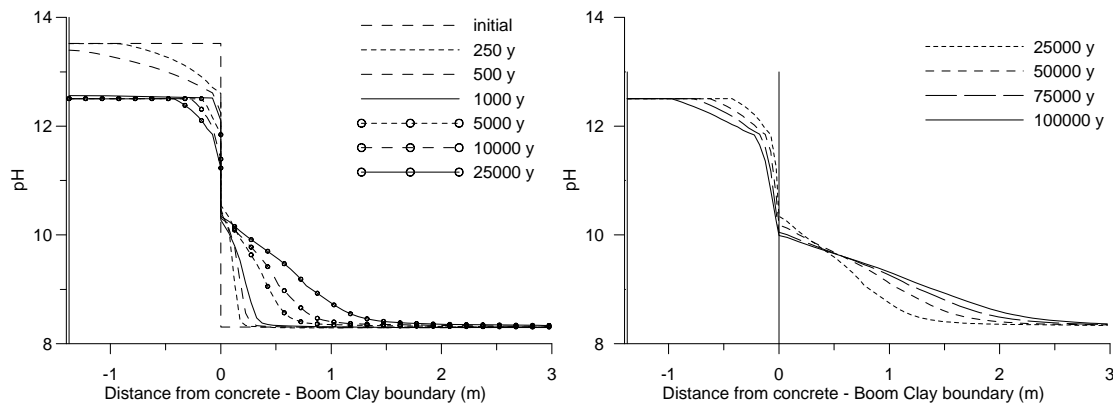 14
12
10
8
pH
-1 0 1 2 3
Distance from concrete - Boom Clay boundary (m)
initial
250 y
500 y
1000 y
5000 y
10000 y
25000 y
14
12
10
8
pH
-1 0 1 2 3
Distance from concrete - Boom Clay boundary (m)
25000 y
50000 y
75000 y
100000 y